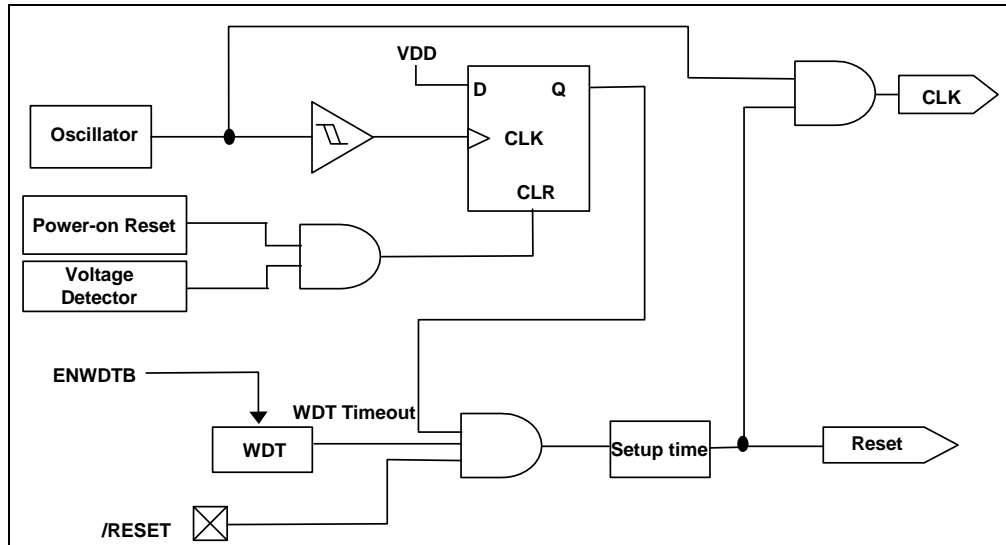 VDD
D
Q
CLK
Oscillator
CLK
CLR
Power-on Reset
Voltage
Detector
ENWDTB
WDT Timeout
WDT
Setup time
Reset
/RESET